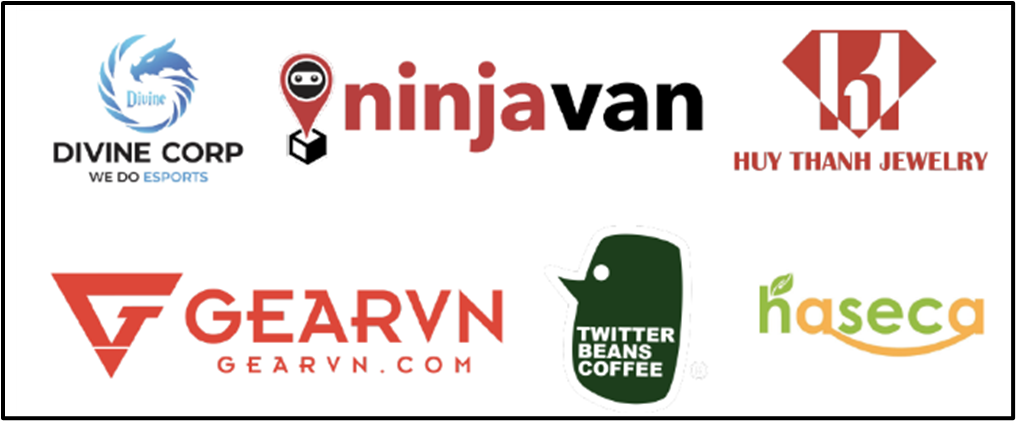 Divine
DIVINE CORP
WE DO ESPORTS
ninjavan
HUY THANH JEWELRY
GEARVN
GEARVN.COM
TWITTER
BEANS
COFFEE
®
haseca